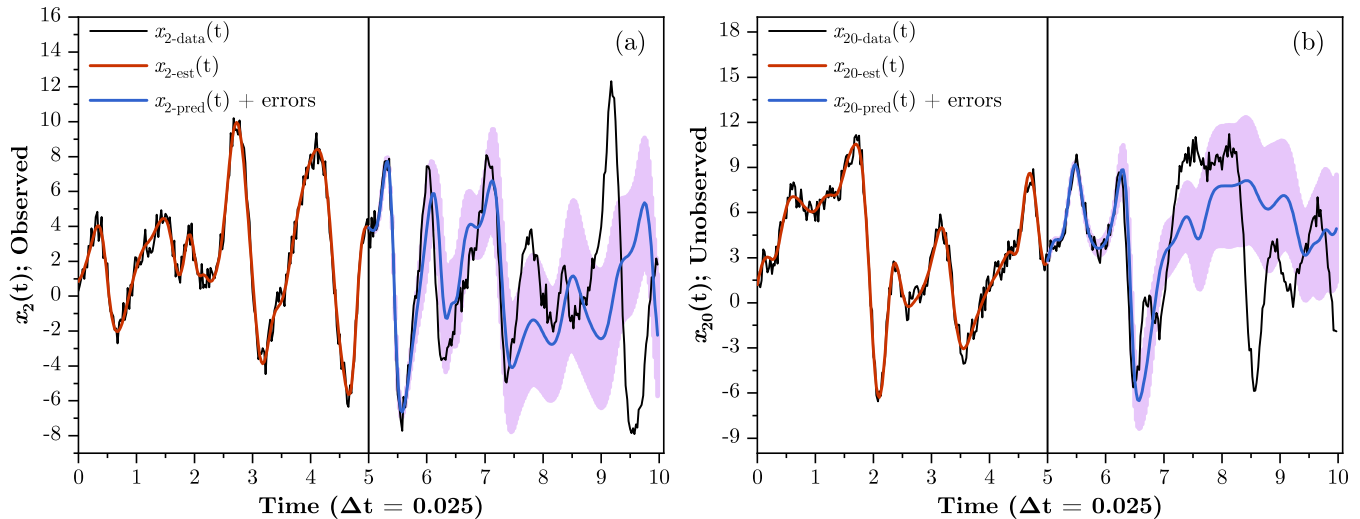 16
14
12
10
8
6
4
2
0
-2
-4
-6
-8
x2(t); Observed
x2-data(t)
x2-est(t)
x2-pred(t) + errors
(a)
0 1 2 3 4 5 6 7 8 9 10
Time (Δt = 0.025)
18
15
12
9
6
3
0
-3
-6
-9
x20(t); Unobserved
x20-data(t)
x20-est(t)
x20-pred(t) + errors
(b)
0 1 2 3 4 5 6 7 8 9 10
Time (Δt = 0.025)